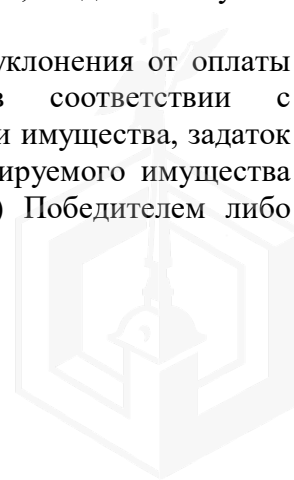 уклонения от оплаты
в соответствии с
и имущества, задаток
ируемого имущества
) Победителем либо